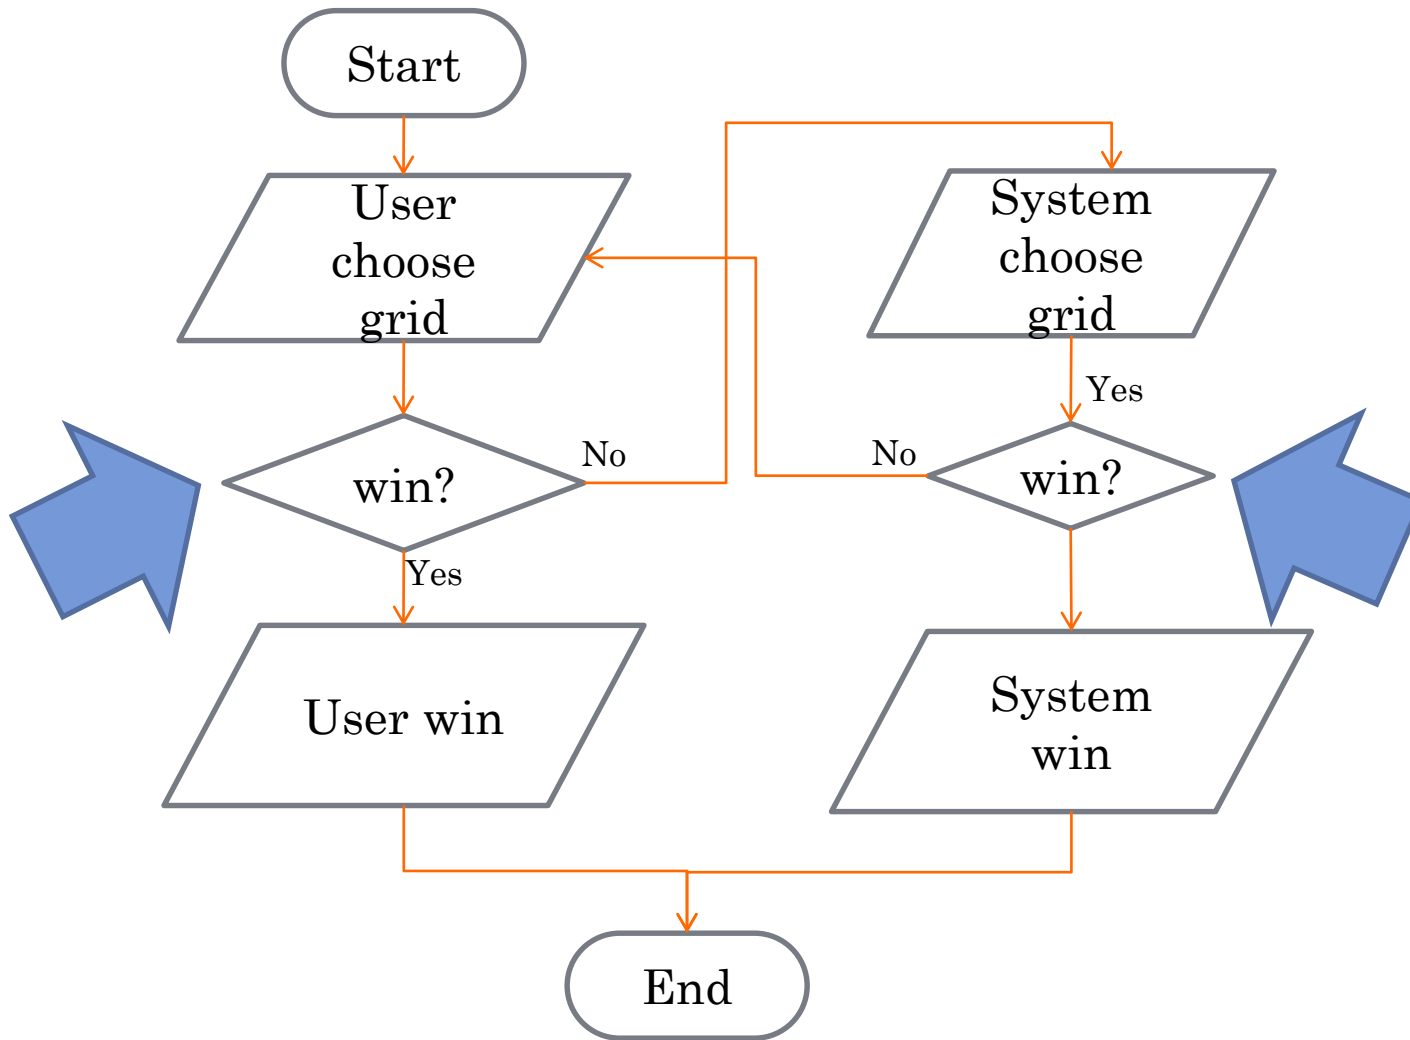 Start
User
choose
grid
win?
No
Yes
User win
System
choose
grid
Yes
No
win?
System
win
End